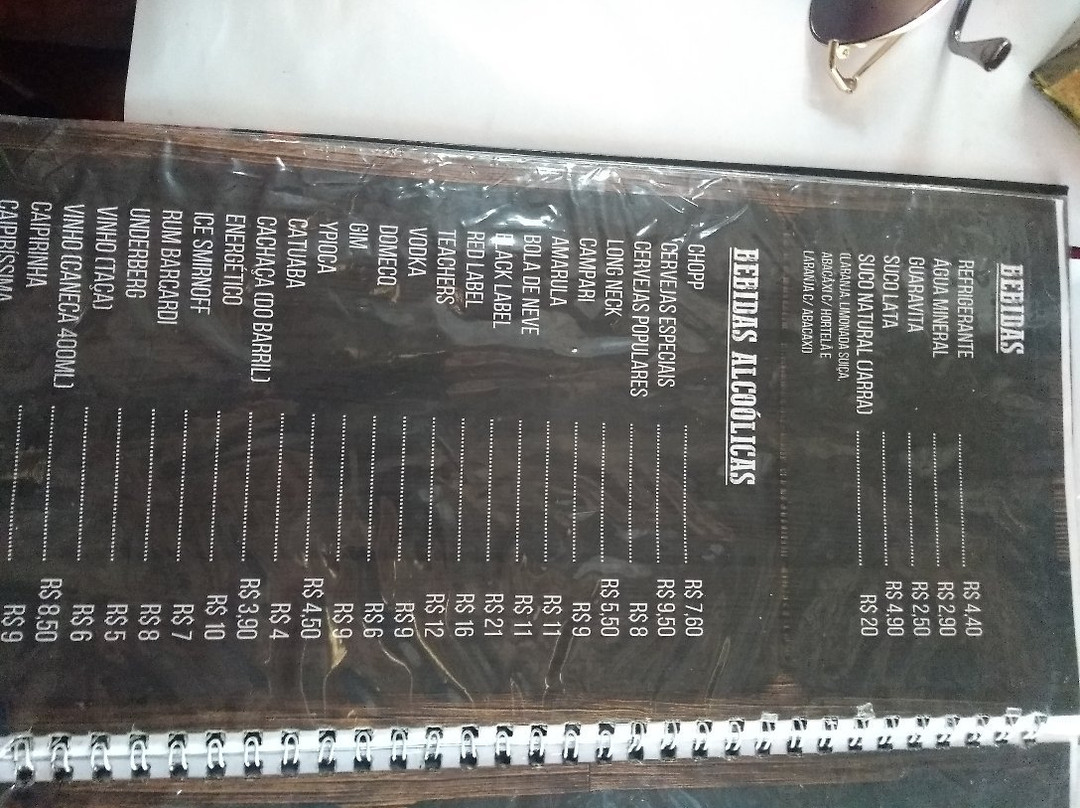 BEBIDAS
REFRIGERANTE ........ R$ 4,40
ÁGUA MINERAL ........ R$ 2,90
GUARAVITA ........ R$ 2,50
SUCO LATA ........ R$ 4,90
SUCO NATURAL (JARRA) ........ R$ 20
(LARANJA, LIMONADA SUIÇA,
ABACAXI C/ HORTELÃ E
LARANJA C/ ABACAXI)
BEBIDAS ALCOÓLICAS
CHOPP ........ R$ 7,60
CERVEJAS ESPECIAIS ........ R$ 9,50
CERVEJAS POPULARES ........ R$ 8
LONG NECK ........ R$ 5,50
CAMPARI ........ R$ 9
AMARULA ........ R$ 11
BOLA DE NEVE ........ R$ 11
BLACK LABEL ........ R$ 21
RED LABEL ........ R$ 16
TEACHERS ........ R$ 12
VODKA ........ R$ 9
DOMECQ ........ R$ 6
GIM ........ R$ 9
YPIOCA ........ R$ 4,50
CATUABA ........ R$ 4
CACHAÇA (DO BARRIL) ........ R$ 3,90
ENERGÉTICO ........ R$ 10
ICE SMIRINOFF ........ R$ 7
RUM BARCARDI ........ R$ 8
UNDERBERG ........ R$ 5
VINHO (TAÇA) ........ R$ 6
VINHO (CANECA 400ML) ........ R$ 8,50
CAIPIRINHA ........ R$ 9